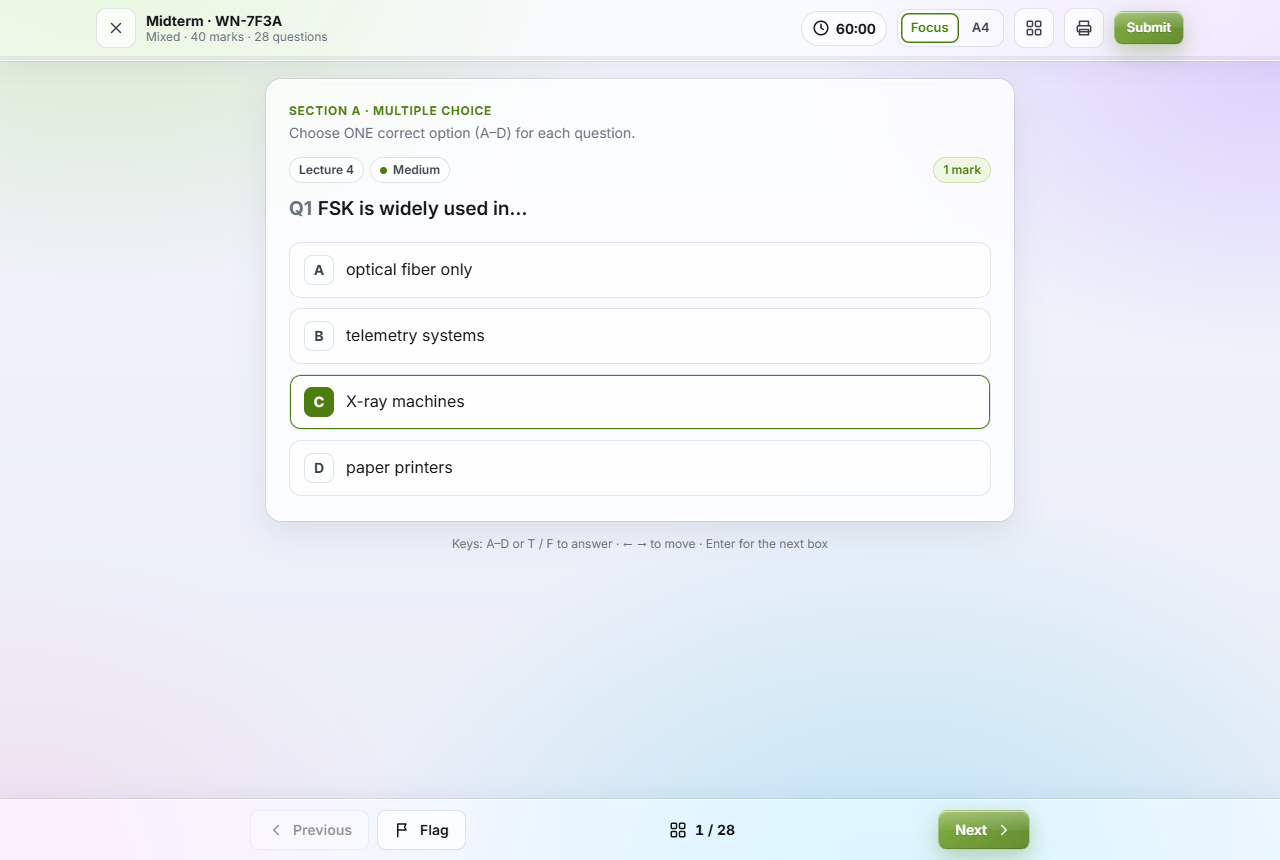 Midterm · WN-7F3A
Mixed · 40 marks · 28 questions
60:00
Focus
A4
Submit
SECTION A · MULTIPLE CHOICE
Choose ONE correct option (A–D) for each question.
Lecture 4
Medium
1 mark
Q1 FSK is widely used in...
A optical fiber only
B telemetry systems
C X-ray machines
D paper printers
Keys: A–D or T / F to answer · ← → to move · Enter for the next box
Previous
Flag
1 / 28
Next